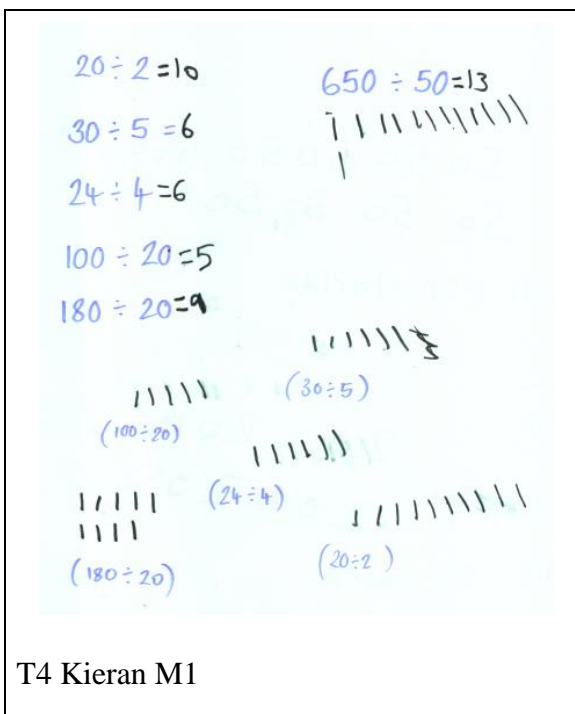 20 ÷ 2 = 10
650 ÷ 50 = 13
30 ÷ 5 = 6
24 ÷ 4 = 6
100 ÷ 20 = 5
180 ÷ 20 = 9
(30 ÷ 5)
(100 ÷ 20)
(24 ÷ 4)
(180 ÷ 20)
(20 ÷ 2)
T4 Kieran M1